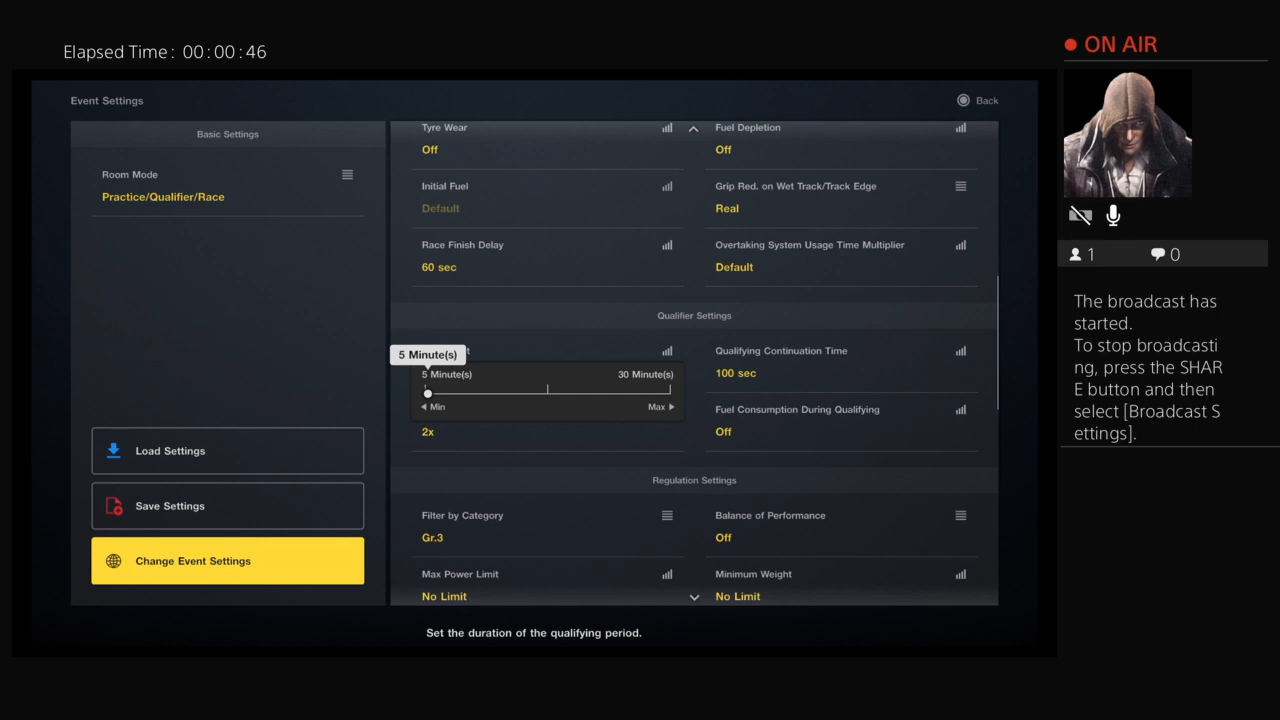 Elapsed Time: 00:00:46
ON AIR
Event Settings
Back
Basic Settings
Room Mode
Practice/Qualifier/Race
Load Settings
Save Settings
Change Event Settings
Tyre Wear
Off
Fuel Depletion
Off
Initial Fuel
Default
Grip Red. on Wet Track/Track Edge
Real
Race Finish Delay
60 sec
Overtaking System Usage Time Multiplier
Default
Qualifier Settings
5 Minute(s)
5 Minute(s)
30 Minute(s)
Min
Max
2x
Qualifying Continuation Time
100 sec
Fuel Consumption During Qualifying
Off
Regulation Settings
Filter by Category
Gr.3
Balance of Performance
Off
Max Power Limit
No Limit
Minimum Weight
No Limit
Set the duration of the qualifying period.
1
0
The broadcast has
started.
To stop broadcasti
ng, press the SHAR
E button and then
select [Broadcast S
ettings].